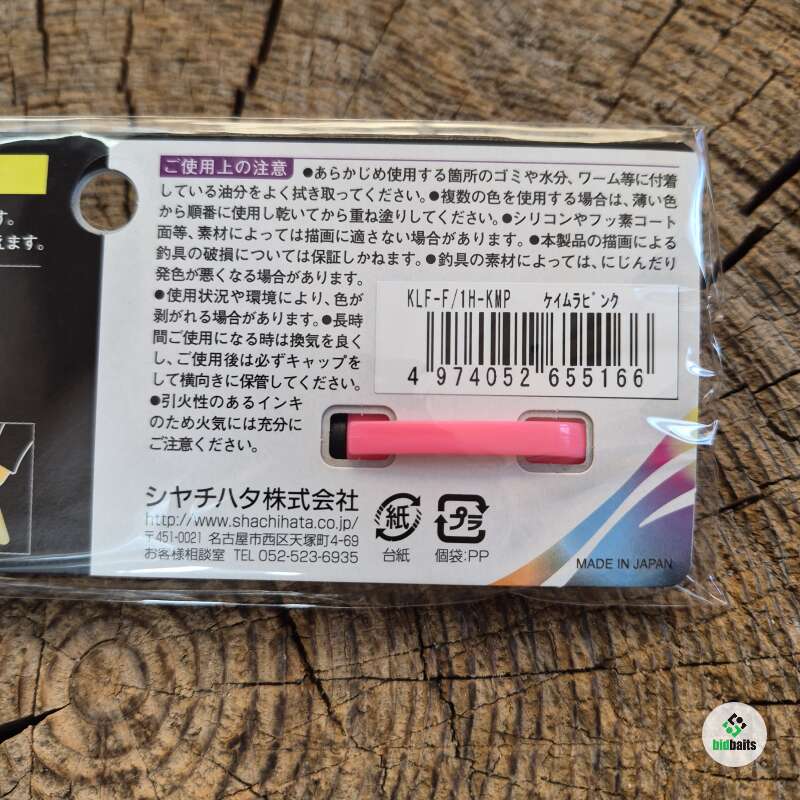 す。
えます。
ご使用上の注意 ●あらかじめ使用する箇所のゴミや水分、ワーム等に付着
している油分をよく拭き取ってください。●複数の色を使用する場合は、薄い色
から順番に使用し乾いてから重ね塗りしてください。●シリコンやフッ素コート
面等、素材によっては描画に適さない場合があります。●本製品の描画による
釣具の破損については保証しかねます。●釣具の素材によっては、にじんだり
発色が悪くなる場合があります。
●使用状況や環境により、色が
剥がれる場合があります。●長時
間ご使用になる時は換気を良く
し、ご使用後は必ずキャップを
して横向きに保管してください。
●引火性のあるインキ
のため火気には充分に
ご注意ください。
KLF-F/1H-KMP ケイムラピンク
4 974052 655166
シヤチハタ株式会社
http://www.shachihata.co.jp/
〒451-0021 名古屋市西区天塚町4-69
お客様相談室 TEL 052-523-6935
紙
台紙
プラ
個袋:PP
MADE IN JAPAN
bidbaits